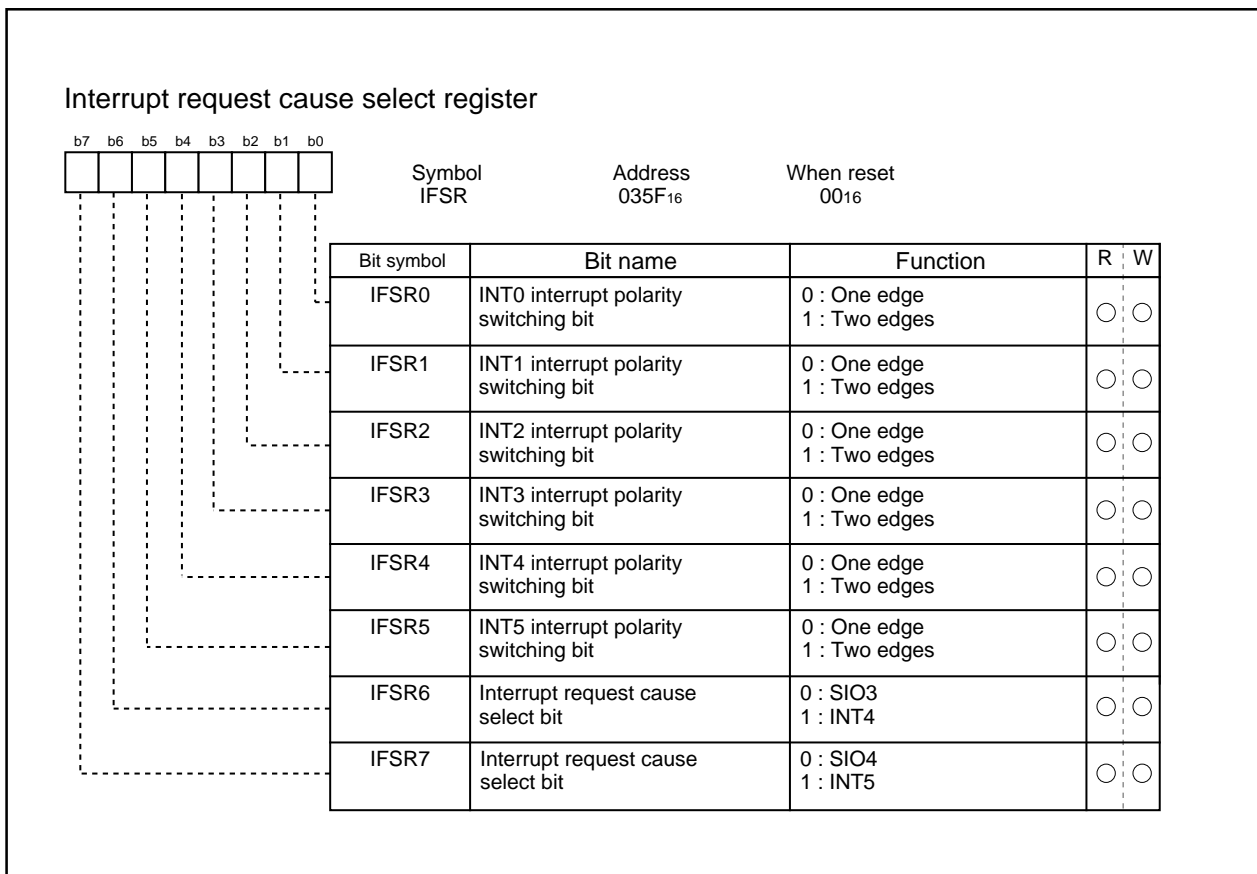 Interrupt request cause select register
b7 b6 b5 b4 b3 b2 b1 b0
Symbol Address When reset
IFSR 035F16 0016
Bit symbol Bit name Function R W
IFSR0 INT0 interrupt polarity 0 : One edge
switching bit 1 : Two edges
IFSR1 INT1 interrupt polarity 0 : One edge
switching bit 1 : Two edges
IFSR2 INT2 interrupt polarity 0 : One edge
switching bit 1 : Two edges
IFSR3 INT3 interrupt polarity 0 : One edge
switching bit 1 : Two edges
IFSR4 INT4 interrupt polarity 0 : One edge
switching bit 1 : Two edges
IFSR5 INT5 interrupt polarity 0 : One edge
switching bit 1 : Two edges
IFSR6 Interrupt request cause 0 : SIO3
select bit 1 : INT4
IFSR7 Interrupt request cause 0 : SIO4
select bit 1 : INT5